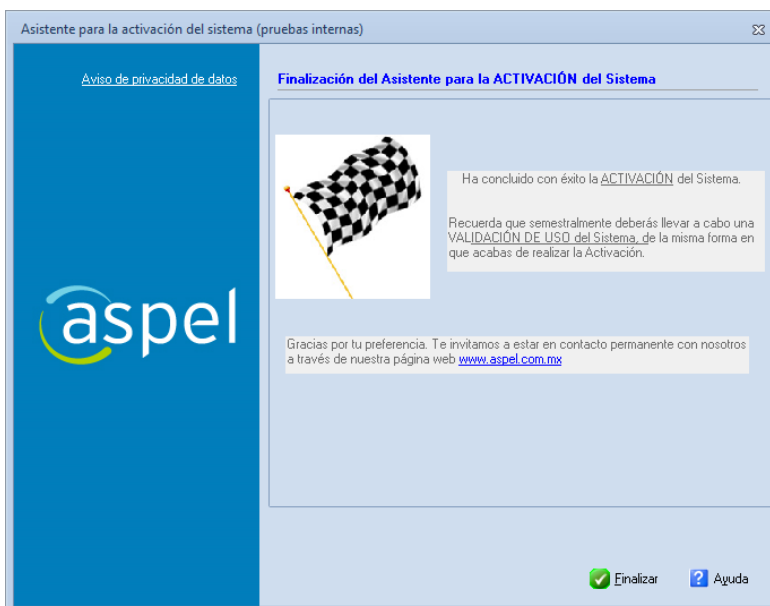 Asistente para la activación del sistema (pruebas internas)
Aviso de privacidad de datos
Finalización del Asistente para la ACTIVACIÓN del Sistema
Ha concluido con éxito la ACTIVACIÓN del Sistema.
Recuerda que semestralmente deberás llevar a cabo una
VALIDACIÓN DE USO del Sistema, de la misma forma en
que acabas de realizar la Activación.
aspel
Gracias por tu preferencia. Te invitamos a estar en contacto permanente con nosotros
a través de nuestra página web www.aspel.com.mx
Finalizar
Ayuda